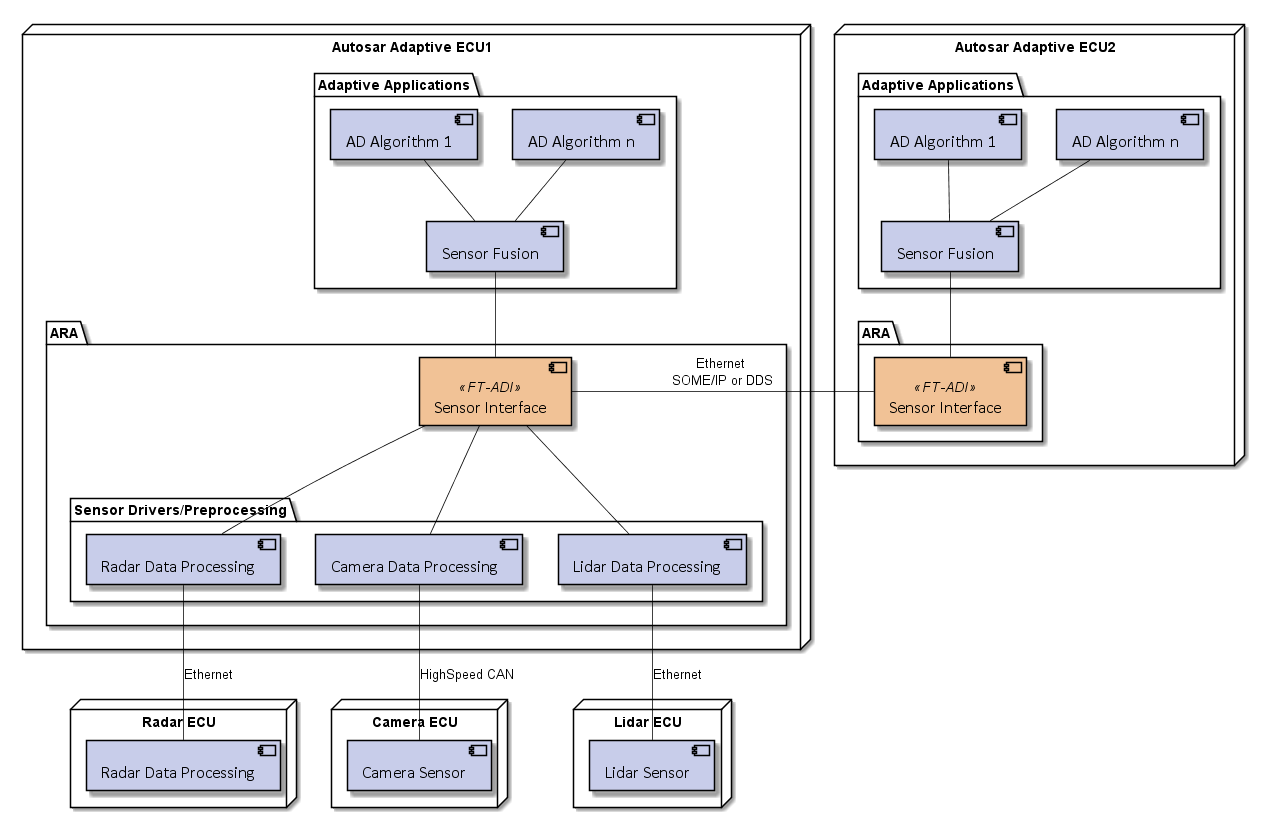 Autosar Adaptive ECU1
Adaptive Applications
AD Algorithm 1
AD Algorithm n
Sensor Fusion
ARA
«FT-ADI»
Sensor Interface
Ethernet
SOME/IP or DDS
Sensor Drivers/Preprocessing
Radar Data Processing
Camera Data Processing
Lidar Data Processing
Autosar Adaptive ECU2
Adaptive Applications
AD Algorithm 1
AD Algorithm n
Sensor Fusion
ARA
«FT-ADI»
Sensor Interface
Ethernet
HighSpeed CAN
Ethernet
Radar ECU
Radar Data Processing
Camera ECU
Camera Sensor
Lidar ECU
Lidar Sensor